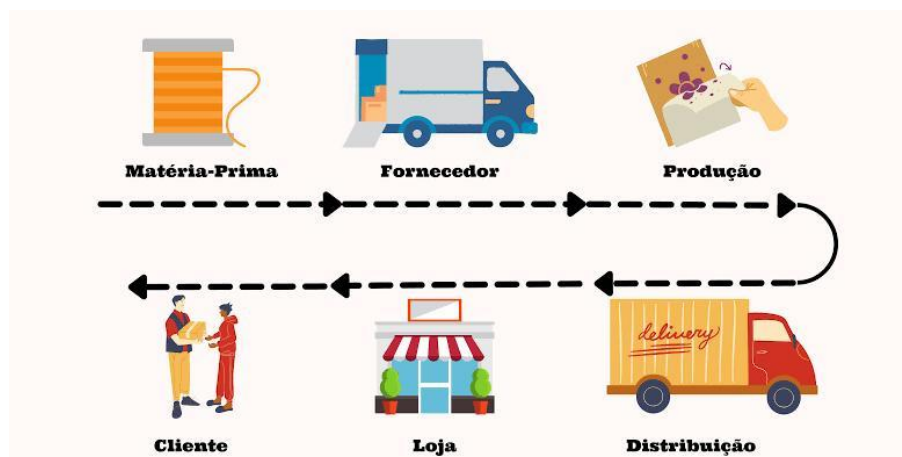 Matéria-Prima
Fornecedor
Produção
delivery
Cliente
Loja
Distribuição